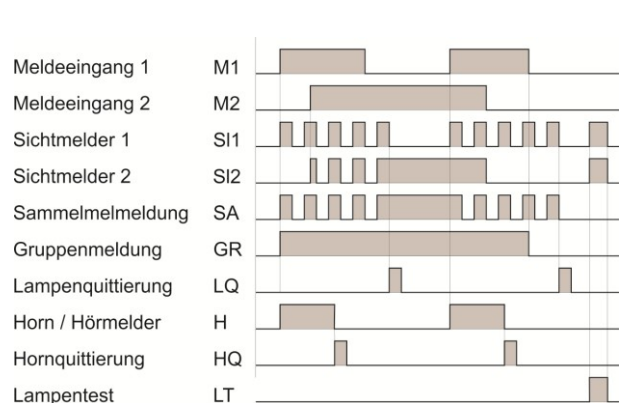 Meldeeingang 1 M1
Meldeeingang 2 M2
Sichtmelder 1 SI1
Sichtmelder 2 SI2
Sammelmelmeldung SA
Gruppenmeldung GR
Lampenquittierung LQ
Horn / Hörmelder H
Hornquittierung HQ
Lampentest LT